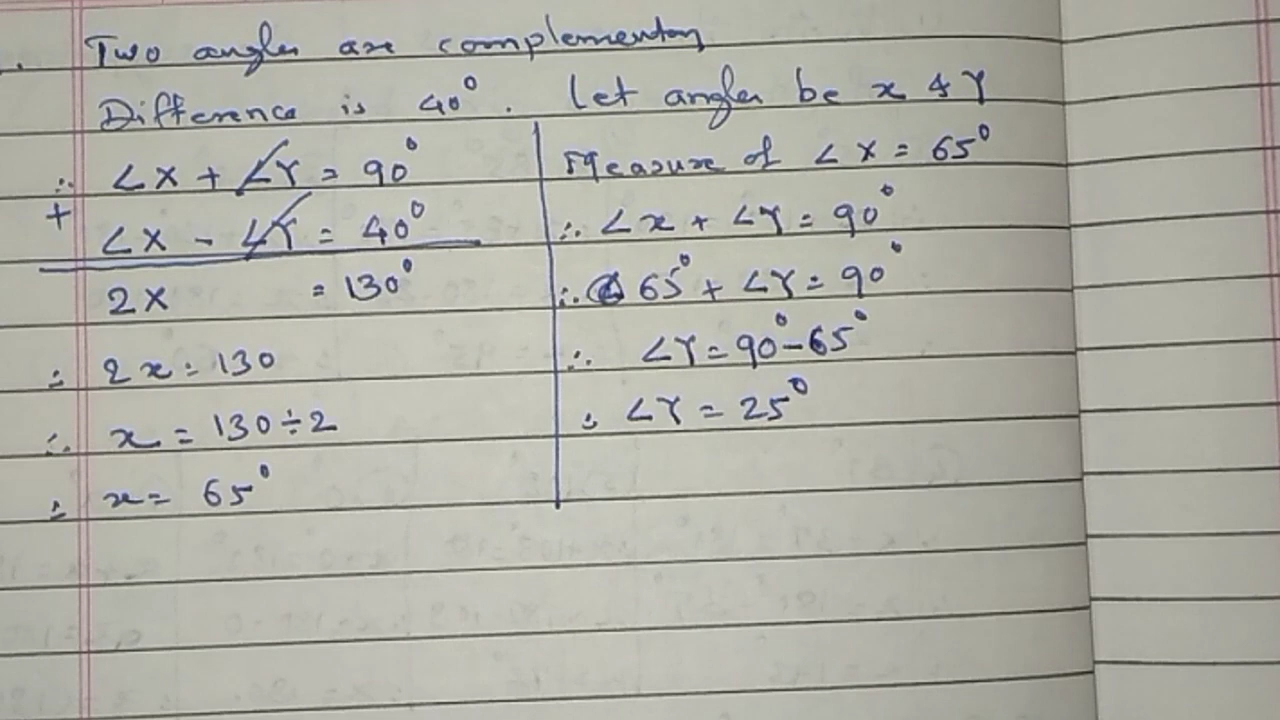 Two angles are complementary
Difference is 40°. Let angles be x & Y
∴ ∠X + ∠Y = 90°
+ ∠X - ∠Y = 40°
2X = 130°
∴ 2x = 130
∴ x = 130 ÷ 2
∴ x = 65°
Measure of ∠X = 65°
∴ ∠x + ∠Y = 90°
∴ 65° + ∠Y = 90°
∴ ∠Y = 90° - 65°
∴ ∠Y = 25°